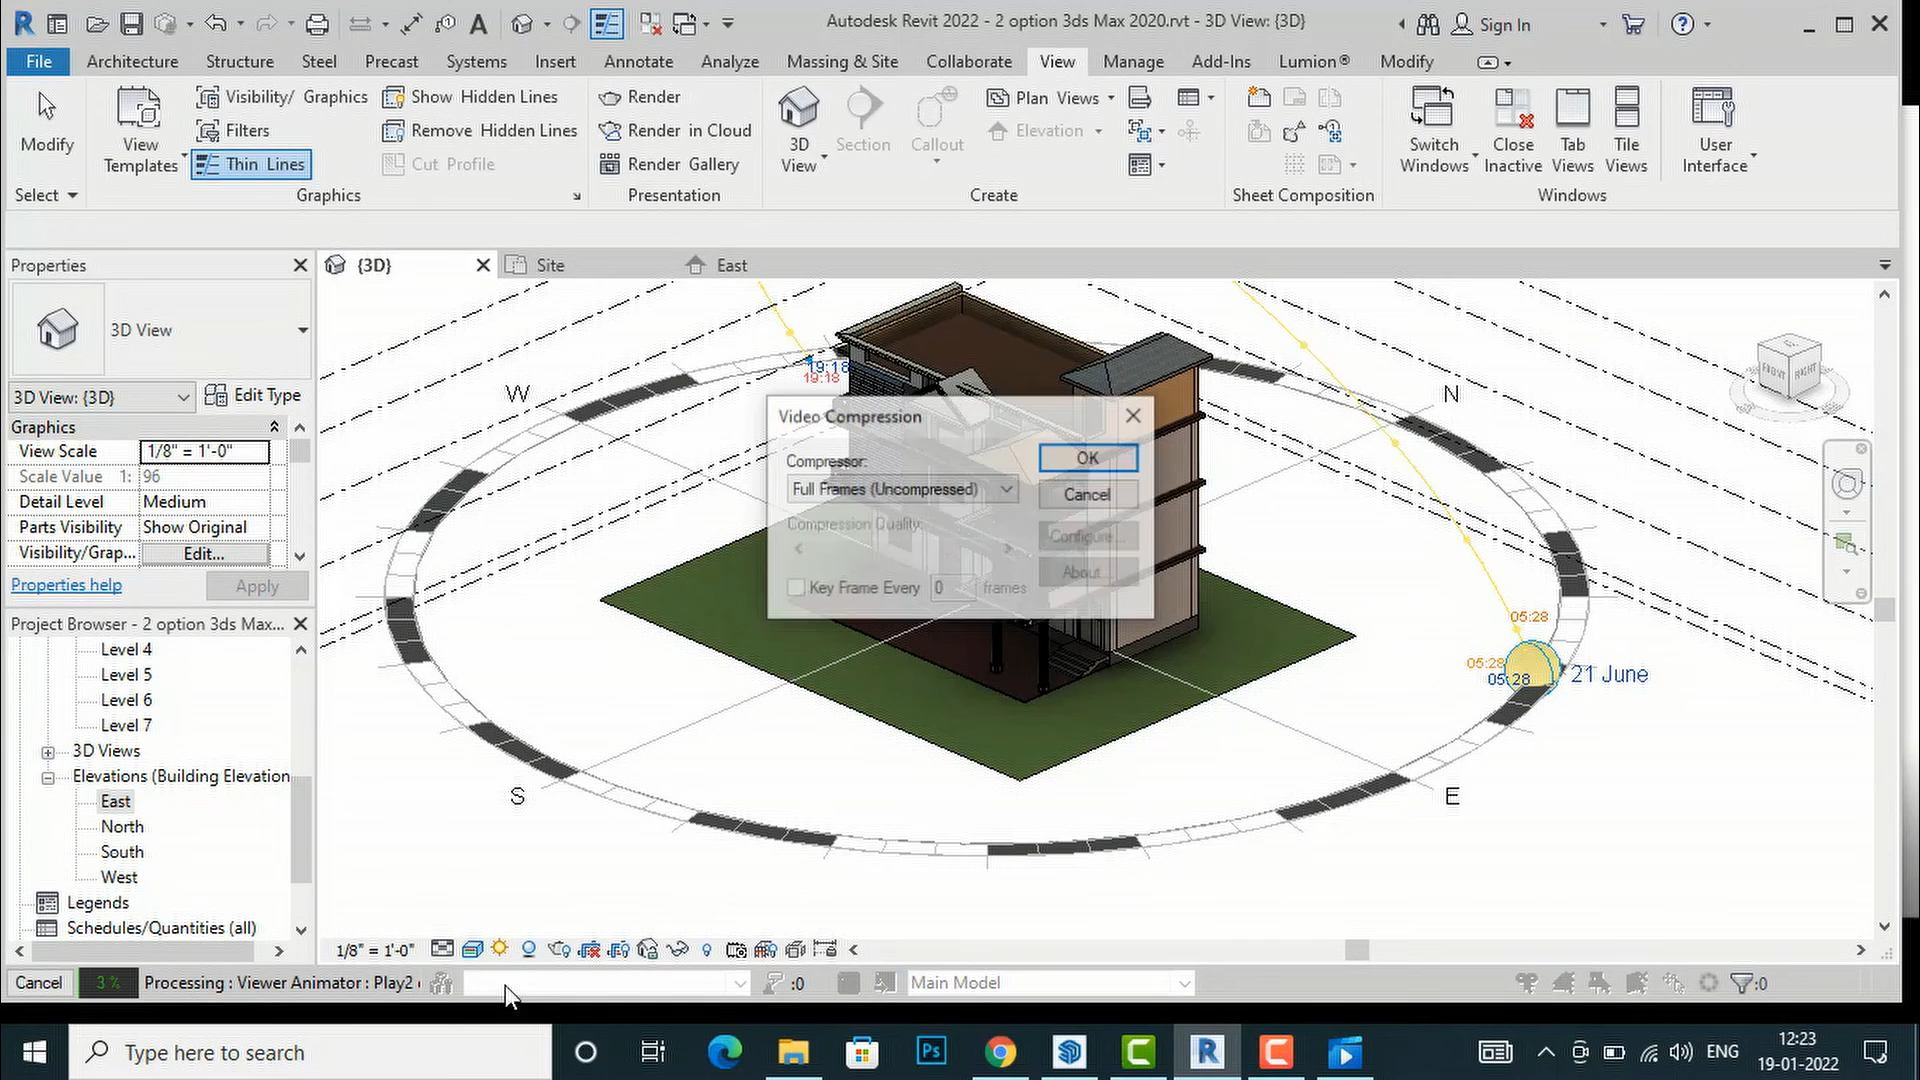 Autodesk Revit 2022 - 2 option 3ds Max 2020.rvt - 3D View: {3D}
Sign In
File Architecture Structure Steel Precast Systems Insert Annotate Analyze Massing & Site Collaborate View Manage Add-Ins Lumion® Modify
Modify
View Templates
Visibility/ Graphics
Filters
Thin Lines
Show Hidden Lines
Remove Hidden Lines
Cut Profile
Render
Render in Cloud
Render Gallery
3D View
Section
Callout
Plan Views
Elevation
Switch Windows
Close Inactive
Tab Views
Tile Views
User Interface
Select
Graphics
Presentation
Create
Sheet Composition
Windows
Properties
{3D}
Site
East
3D View
3D View: {3D}
Edit Type
Graphics
View Scale 1/8" = 1'-0"
Scale Value 1: 96
Detail Level Medium
Parts Visibility Show Original
Visibility/Grap... Edit...
Properties help
Apply
Project Browser - 2 option 3ds Max...
Level 4
Level 5
Level 6
Level 7
3D Views
Elevations (Building Elevation
East
North
South
West
Legends
Schedules/Quantities (all)
W
19:18
19:18
N
FRONT
RIGHT
Video Compression
Compressor:
OK
Full Frames (Uncompressed)
Cancel
Compression Quality:
Configure...
About...
Key Frame Every 0 frames
05:28
05:28
05:28
21 June
S
E
1/8" = 1'-0"
Cancel
3 %
Processing : Viewer Animator : Play2
:0
Main Model
:0
Type here to search
Ps
ENG
12:23
19-01-2022